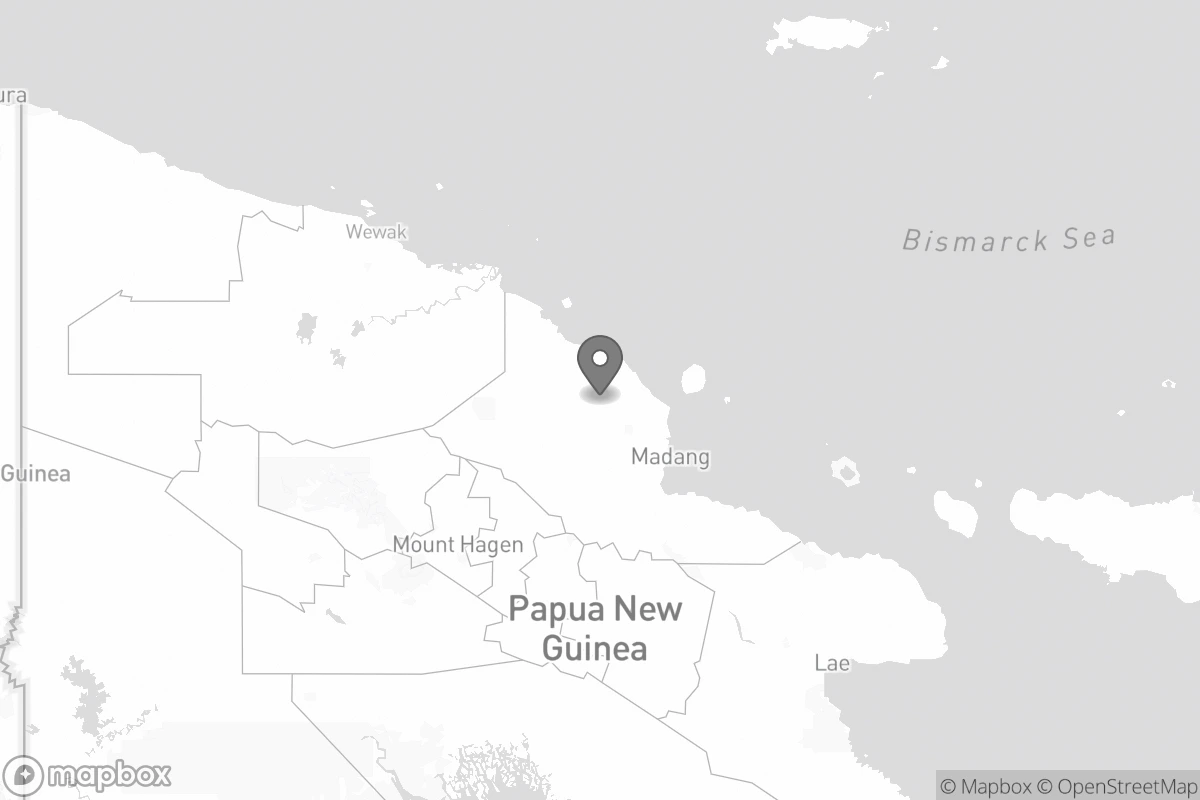 ura
Wewak
Bismarck Sea
Madang
Guinea
Mount Hagen
Papua New
Guinea
Lae
mapbox
© Mapbox © OpenStreetMap